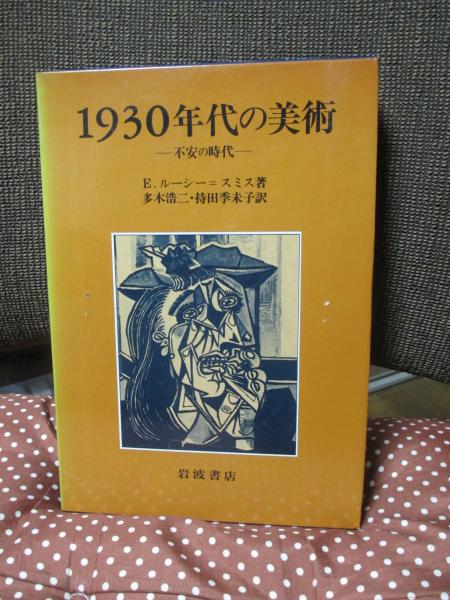 1930年代の美術
―不安の時代―
E.ルーシー＝スミス著
多木浩二・持田季未子訳
岩波書店